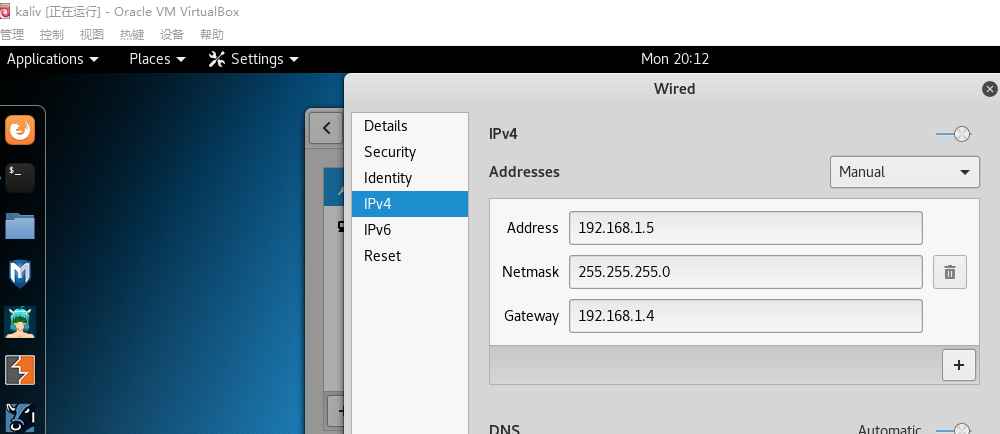 kaliv [正在运行] - Oracle VM VirtualBox
管理 控制 视图 热键 设备 帮助
Applications Places Settings Mon 20:12
Wired
Details
Security
Identity
IPv4
IPv6
Reset
IPv4
Addresses Manual
Address 192.168.1.5
Netmask 255.255.255.0
Gateway 192.168.1.4
+
DNS Automatic